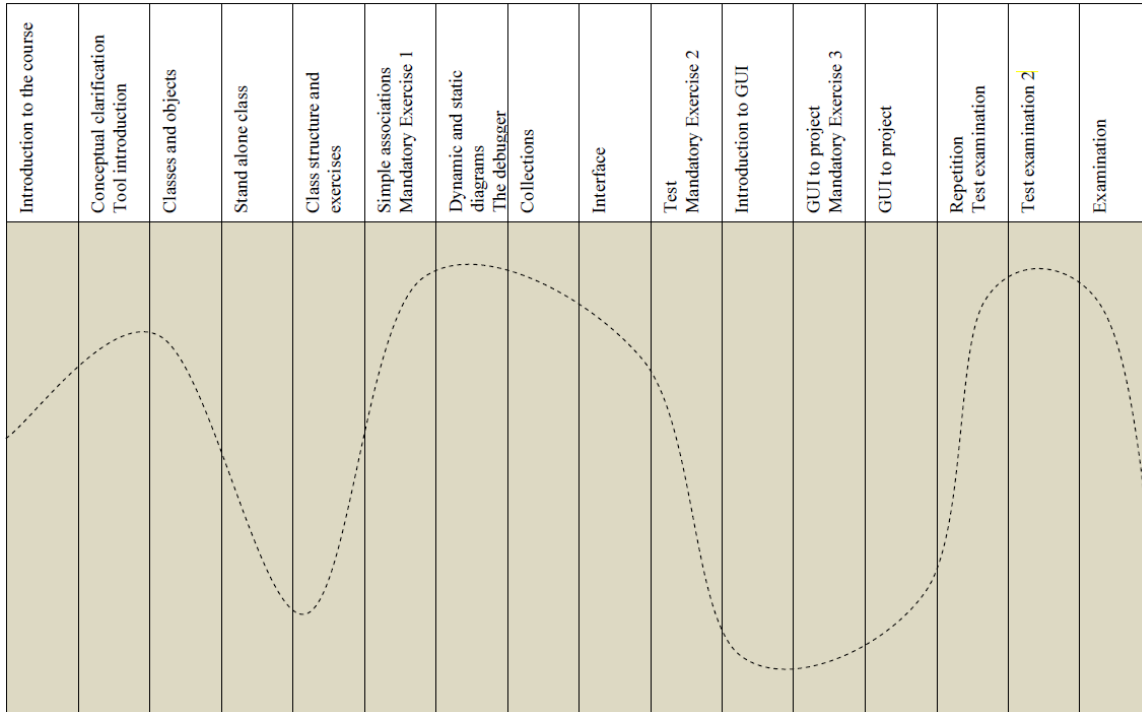 Introduction to the course
Conceptual clarification
Tool introduction
Classes and objects
Stand alone class
Class structure and
exercises
Simple associations
Mandatory Exercise 1
Dynamic and static
diagrams
The debugger
Collections
Interface
Test
Mandatory Exercise 2
Introduction to GUI
GUI to project
Mandatory Exercise 3
GUI to project
Repetition
Test examination
Test examination 2
Examination